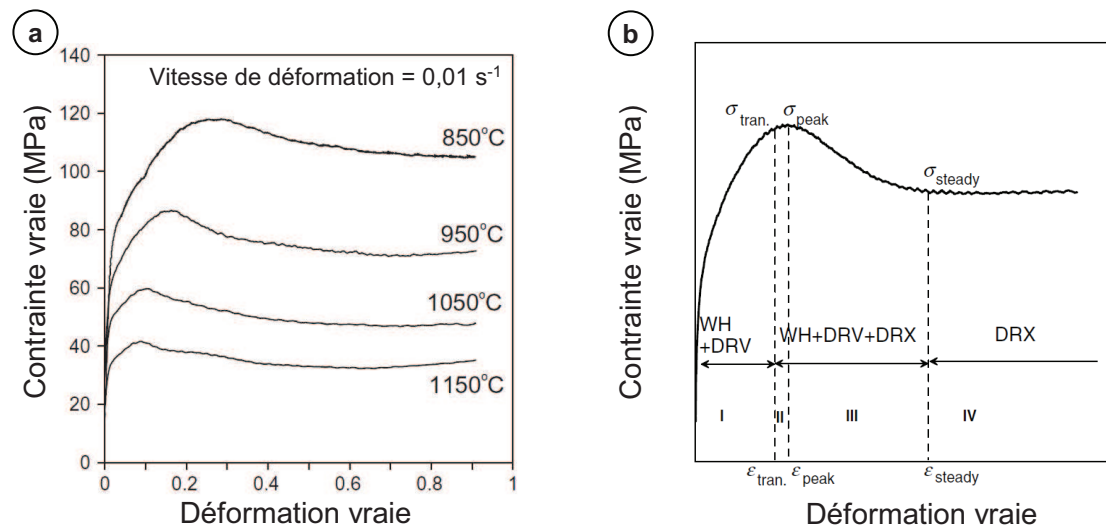 a
Vitesse de déformation = 0,01 s-1
Contrainte vraie (MPa)
140
120
100
80
60
40
20
0
850°C
950°C
1050°C
1150°C
0
0.2
0.4
0.6
0.8
1
Déformation vraie
b
Contrainte vraie (MPa)
σtran.
σpeak
σsteady
WH
+DRV
WH+DRV+DRX
DRX
I
II
III
IV
εtran.
εpeak
εsteady
Déformation vraie